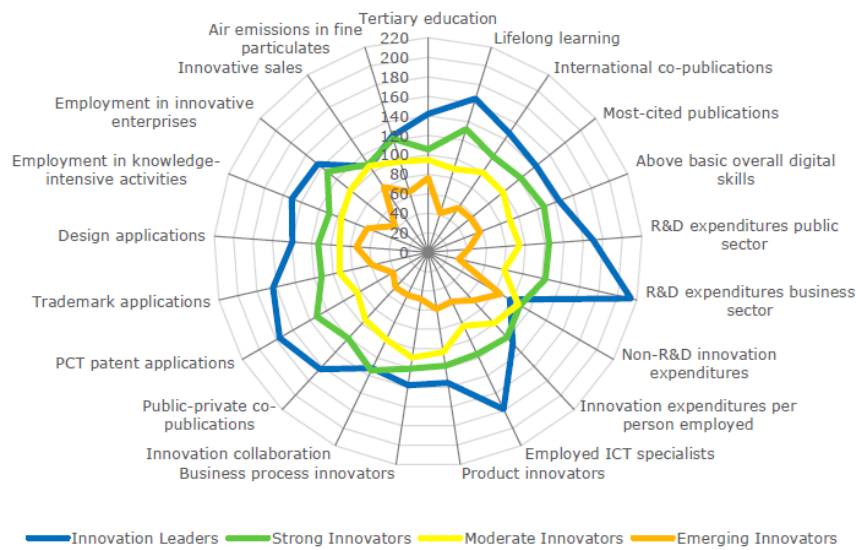 Tertiary education
Lifelong learning
International co-publications
Most-cited publications
Above basic overall digital
skills
R&D expenditures public
sector
R&D expenditures business
sector
Non-R&D innovation
expenditures
Innovation expenditures per
person employed
Employed ICT specialists
Product innovators
Business process innovators
Innovation collaboration
Public-private co-
publications
PCT patent applications
Trademark applications
Design applications
Employment in knowledge-
intensive activities
Employment in innovative
enterprises
Innovative sales
Air emissions in fine
particulates
220
200
180
160
140
120
100
80
60
40
20
0
Innovation Leaders
Strong Innovators
Moderate Innovators
Emerging Innovators